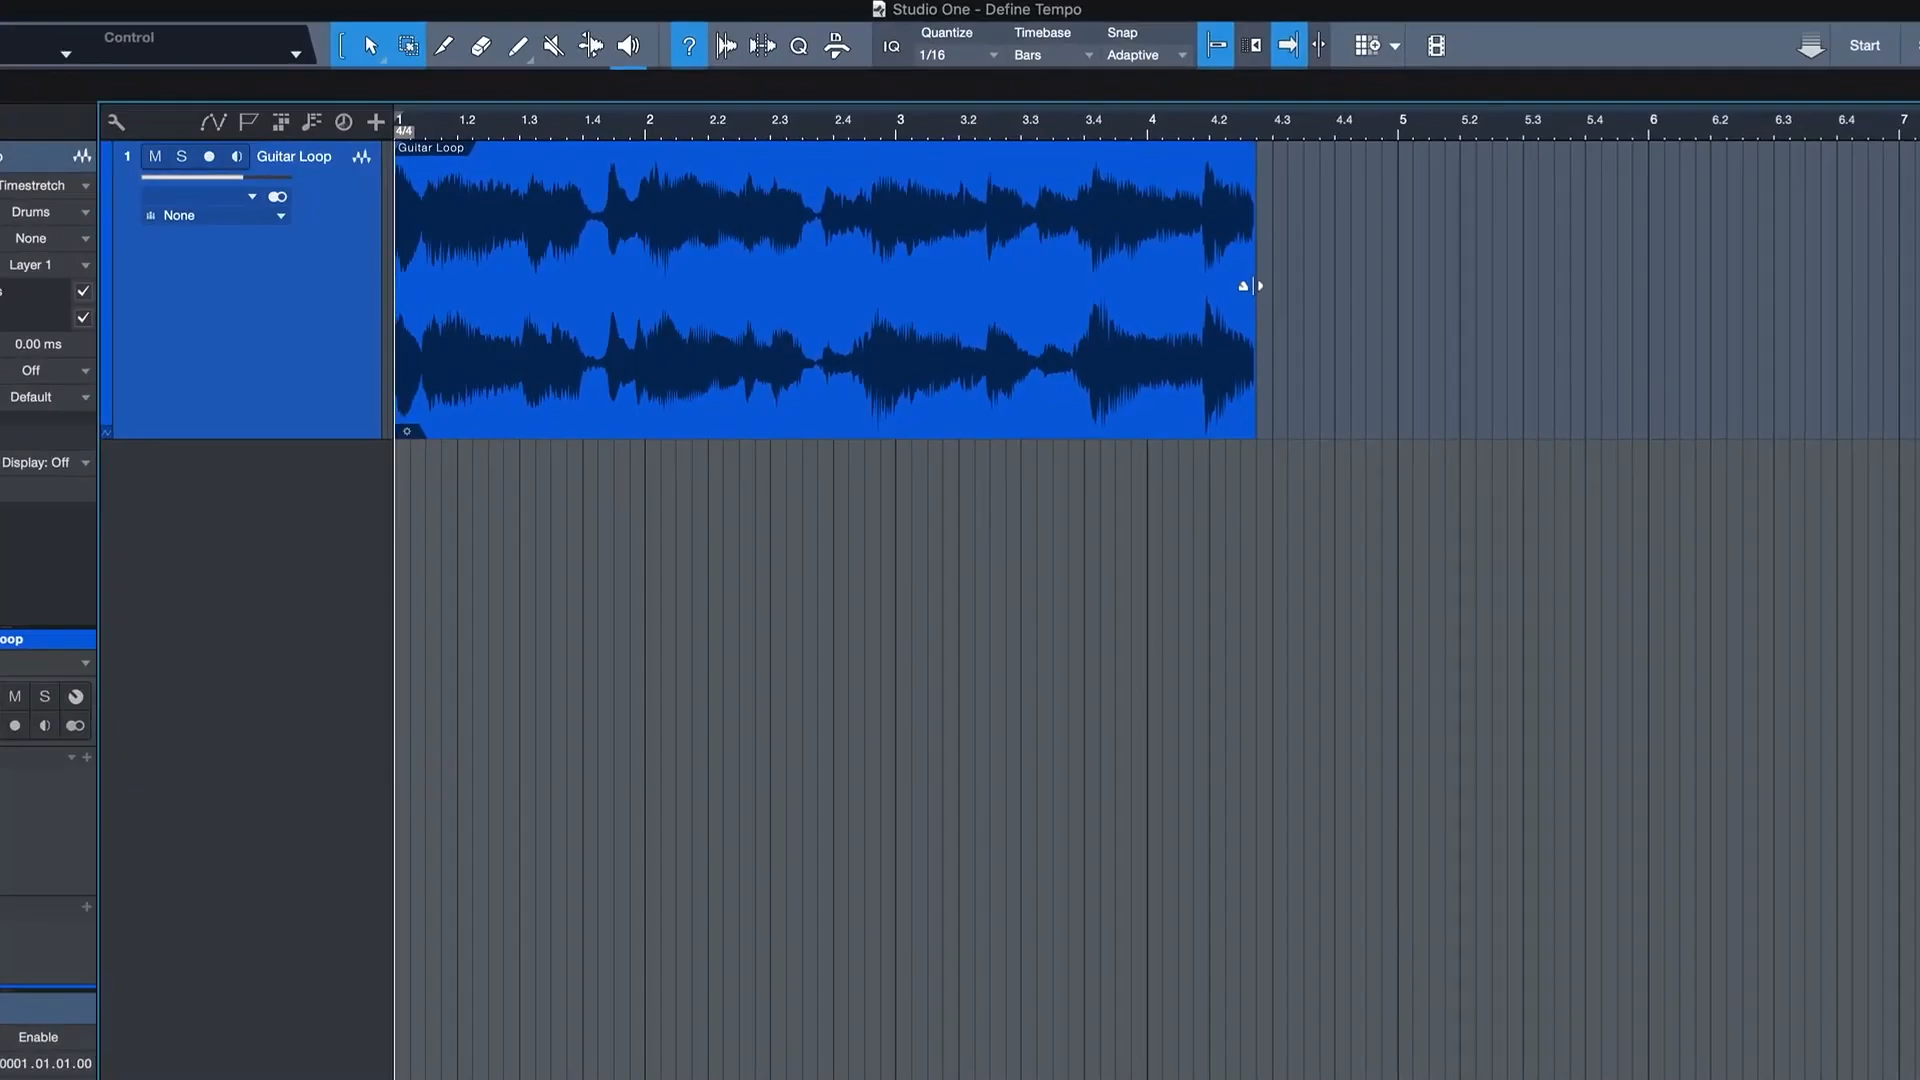 Studio One - Define Tempo
Control
Quantize
Timebase
Snap
IQ
1/16
Bars
Adaptive
Start
1 1.2 1.3 1.4 2 2.2 2.3 2.4 3 3.2 3.3 3.4 4 4.2 4.3 4.4 5 5.2 5.3 5.4 6 6.2 6.3 6.4 7
4/4
Guitar Loop
1 M S Guitar Loop
None
Timestretch
Drums
None
Layer 1
0.00 ms
Off
Default
Display: Off
oop
M S
Enable
0001.01.01.00